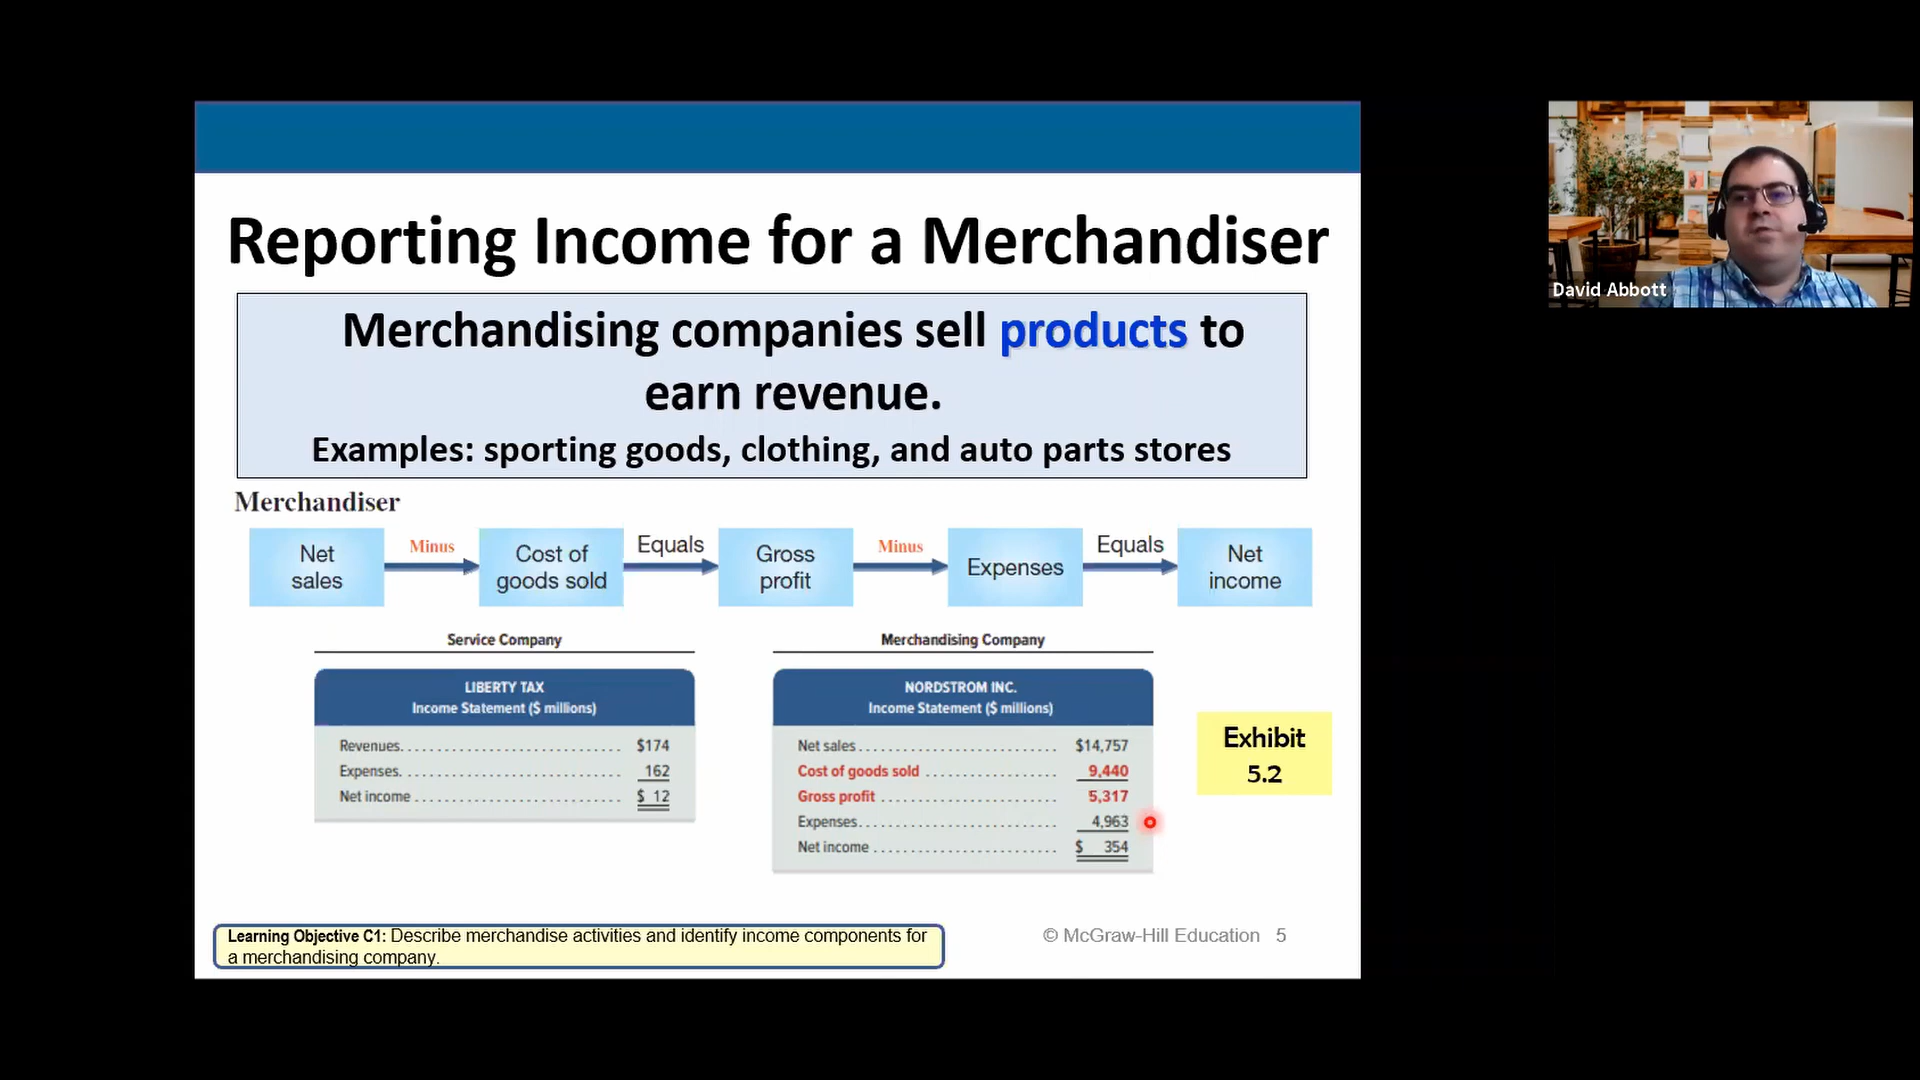 Reporting Income for a Merchandiser
Merchandising companies sell products to
earn revenue.
Examples: sporting goods, clothing, and auto parts stores
Merchandiser
Net
sales
Minus
Cost of
goods sold
Equals
Gross
profit
Minus
Expenses
Equals
Net
income
Service Company
LIBERTY TAX
Income Statement ($ millions)
Revenues. . . . . . . . . . . . . . . . . . . . . . . . . . . . $174
Expenses. . . . . . . . . . . . . . . . . . . . . . . . . . . . 162
Net income . . . . . . . . . . . . . . . . . . . . . . . . . . $ 12
Merchandising Company
NORDSTROM INC.
Income Statement ($ millions)
Net sales . . . . . . . . . . . . . . . . . . . . . . . . . $14,757
Cost of goods sold . . . . . . . . . . . . . . . . . 9,440
Gross profit . . . . . . . . . . . . . . . . . . . . . . 5,317
Expenses. . . . . . . . . . . . . . . . . . . . . . . . . 4,963
Net income . . . . . . . . . . . . . . . . . . . . . . . $ 354
Exhibit
5.2
Learning Objective C1: Describe merchandise activities and identify income components for
a merchandising company.
© McGraw-Hill Education 5
David Abbott